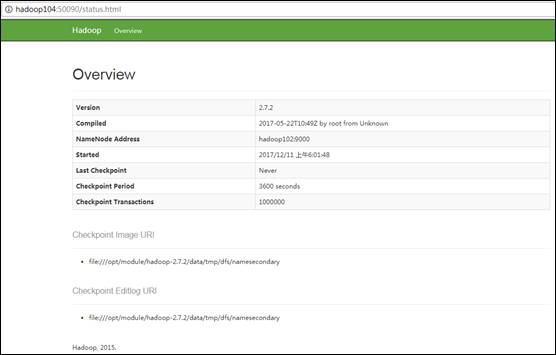 hadoop104:50090/status.html
Hadoop Overview
Overview
Version 2.7.2
Compiled 2017-05-22T10:49Z by root from Unknown
NameNode Address hadoop102:9000
Started 2017/12/11 上午6:01:48
Last Checkpoint Never
Checkpoint Period 3600 seconds
Checkpoint Transactions 1000000
Checkpoint Image URI
file:///opt/module/hadoop-2.7.2/data/tmp/dfs/namesecondary
Checkpoint Editlog URI
file:///opt/module/hadoop-2.7.2/data/tmp/dfs/namesecondary
Hadoop, 2015.